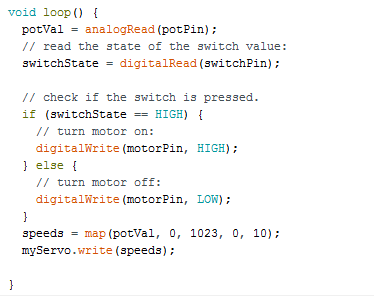 void loop() {
  potVal = analogRead(potPin);
  // read the state of the switch value:
  switchState = digitalRead(switchPin);

  // check if the switch is pressed.
  if (switchState == HIGH) {
    // turn motor on:
    digitalWrite(motorPin, HIGH);
  } else {
    // turn motor off:
    digitalWrite(motorPin, LOW);
  }
  speeds = map(potVal, 0, 1023, 0, 10);
  myServo.write(speeds);

}